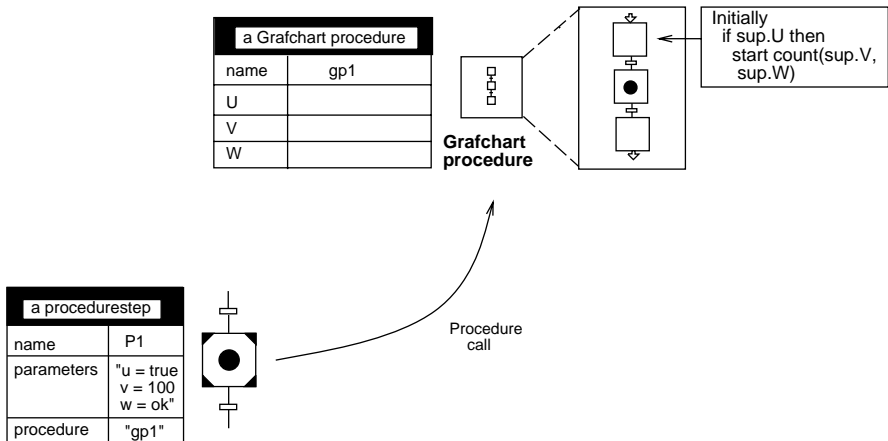 a Grafchart procedure
name gp1
U
V
W
Grafchart
procedure
Initially
if sup.U then
start count(sup.V,
sup.W)
Procedure
call
a procedurestep
name P1
parameters "u = true
v = 100
w = ok"
procedure "gp1"